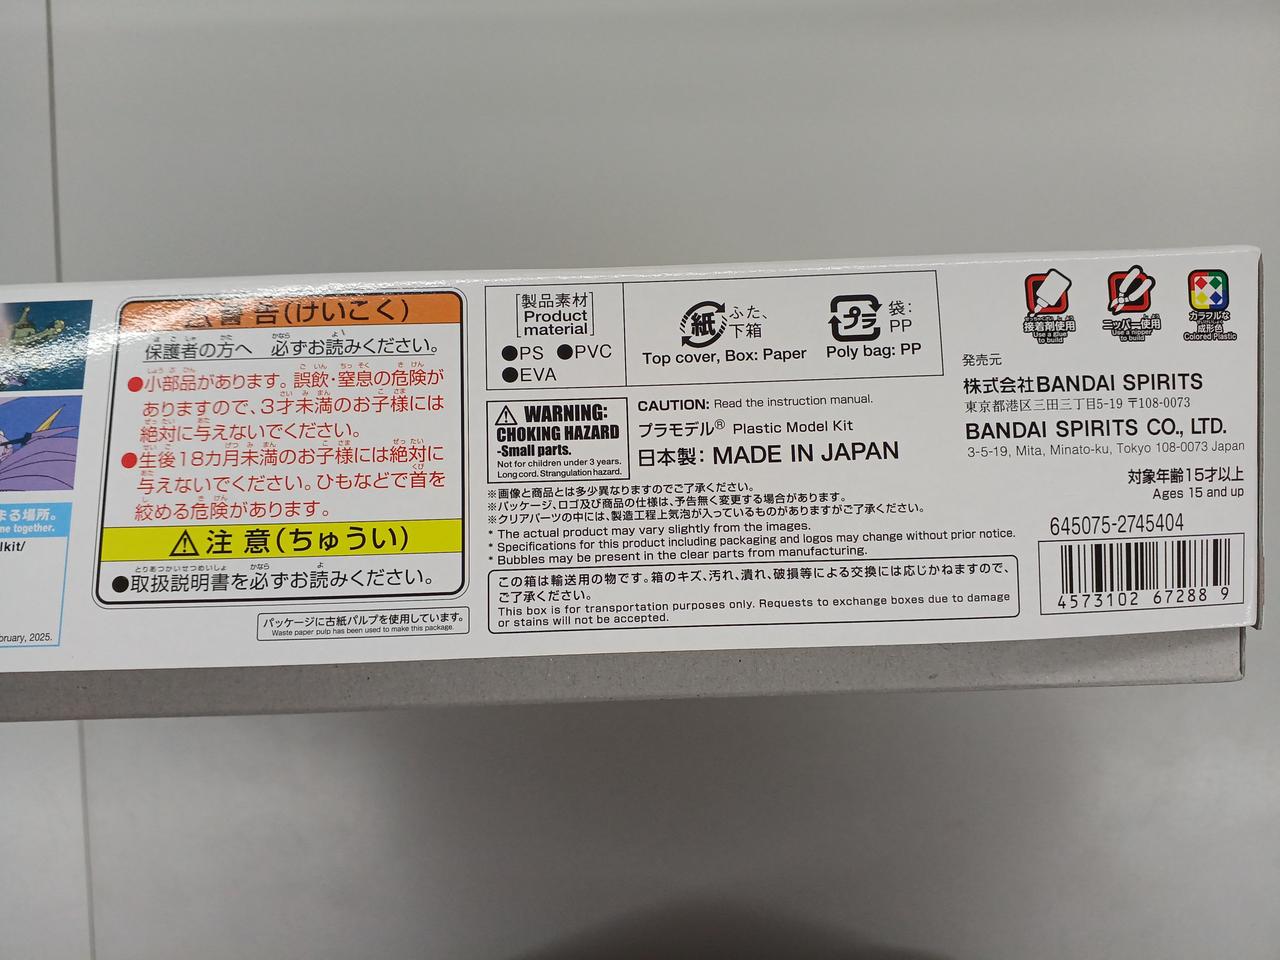 まる場所。
me together.
lkit/
bruary, 2025.
警告(けいこく)
保護者の方へ 必ずお読みください。
●小部品があります。誤飲・窒息の危険が
ありますので、3才未満のお子様には
絶対に与えないでください。
●生後18カ月未満のお子様には絶対に
与えないでください。ひもなどで首を
絞める危険があります。
注意(ちゅうい)
●取扱説明書を必ずお読みください。
パッケージに古紙パルプを使用しています。
Waste paper pulp has been used to make this package.
[製品素材]
[Product material]
●PS ●PVC
●EVA
紙
ふた、
下箱
Top cover, Box: Paper
プラ
袋:
PP
Poly bag: PP
WARNING:
CHOKING HAZARD
-Small parts.
Not for children under 3 years.
Long cord. Strangulation hazard.
CAUTION: Read the instruction manual.
プラモデル® Plastic Model Kit
日本製: MADE IN JAPAN
※画像と商品とは多少異なりますのでご了承ください。
※パッケージ、ロゴ及び商品の仕様は、予告無く変更する場合があります。
※クリアパーツの中には、製造工程上気泡が入っているものがありますがご了承ください。
* The actual product may vary slightly from the images.
* Specifications for this product including packaging and logos may change without prior notice.
* Bubbles may be present in the clear parts from manufacturing.
この箱は輸送用の物です。箱のキズ、汚れ、潰れ、破損等による交換には応じかねますので、
ご了承ください。
This box is for transportation purposes only. Requests to exchange boxes due to damage
or stains will not be accepted.
接着剤使用
Use a glue
to build
ニッパー使用
Use a nipper
to build
カラフルな
成形色
Colored Plastic
発売元
株式会社BANDAI SPIRITS
東京都港区三田三丁目5-19 〒108-0073
BANDAI SPIRITS CO., LTD.
3-5-19, Mita, Minato-ku, Tokyo 108-0073 Japan
対象年齢15才以上
Ages 15 and up
645075-2745404
4573102 67288 9